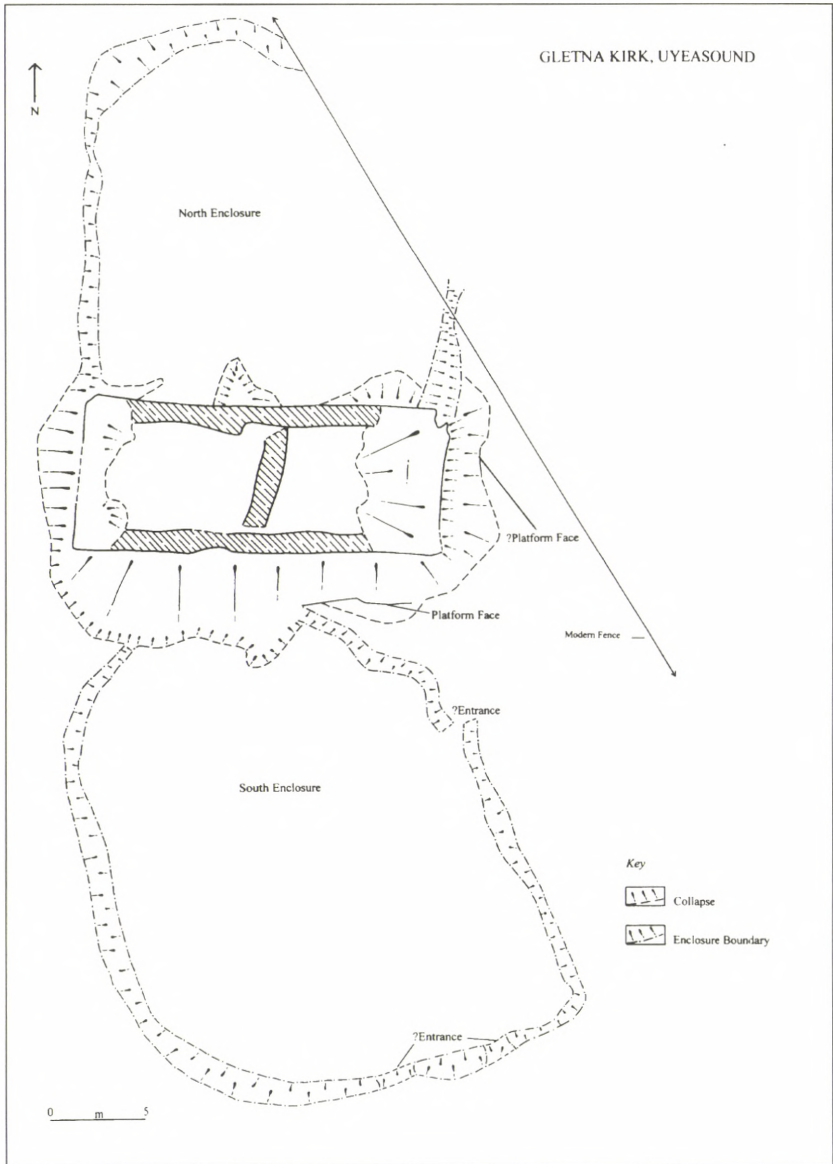 GLETNA KIRK, UYEASOUND
N
North Enclosure
?Platform Face
Platform Face
Modern Fence
?Entrance
South Enclosure
Key
Collapse
Enclosure Boundary
?Entrance
0 m 5